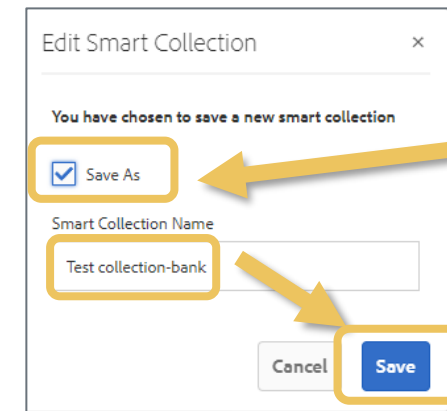 Edit Smart Collection ×
You have chosen to save a new smart collection
Save As
Smart Collection Name
Test collection-bank
Cancel Save